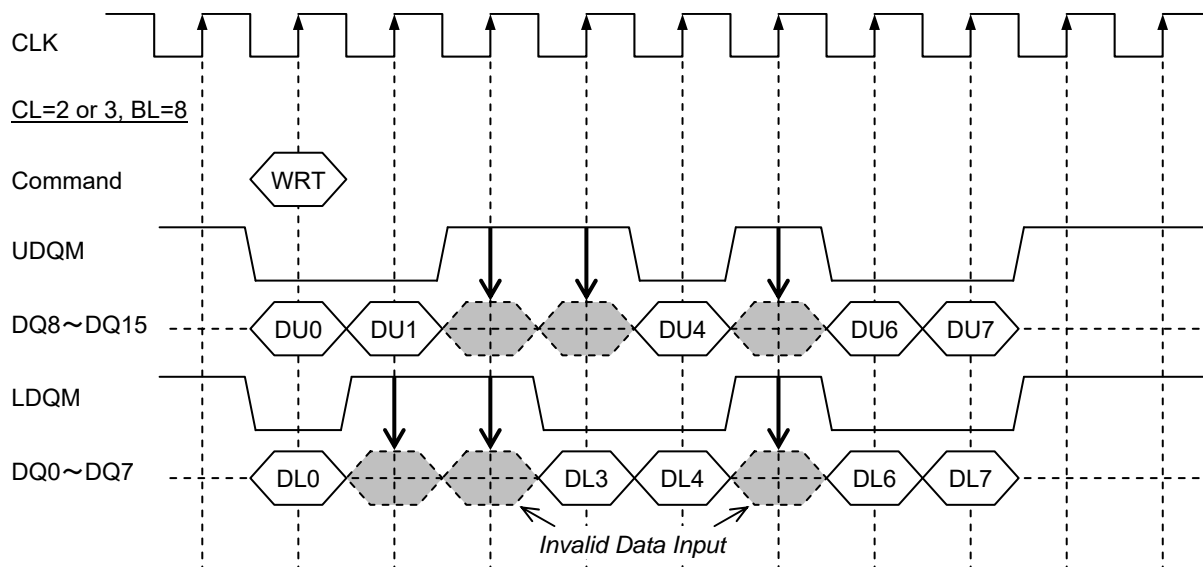 CLK
CL=2 or 3, BL=8
Command WRT
UDQM
DQ8～DQ15 DU0 DU1 DU4 DU6 DU7
LDQM
DQ0～DQ7 DL0 DL3 DL4 DL6 DL7
Invalid Data Input